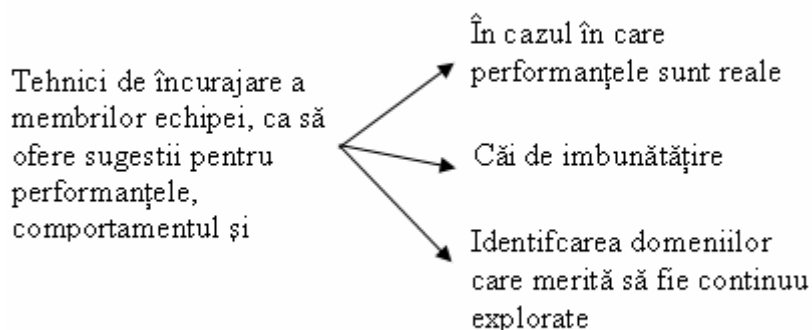 Tehnici de încurajare a
membrilor echipei, ca să
ofere sugestii pentru
performanțele,
comportamentul și
În cazul în care
performanțele sunt reale
Căi de imbunătățire
Identifcarea domeniilor
care merită să fie continuu
explorate